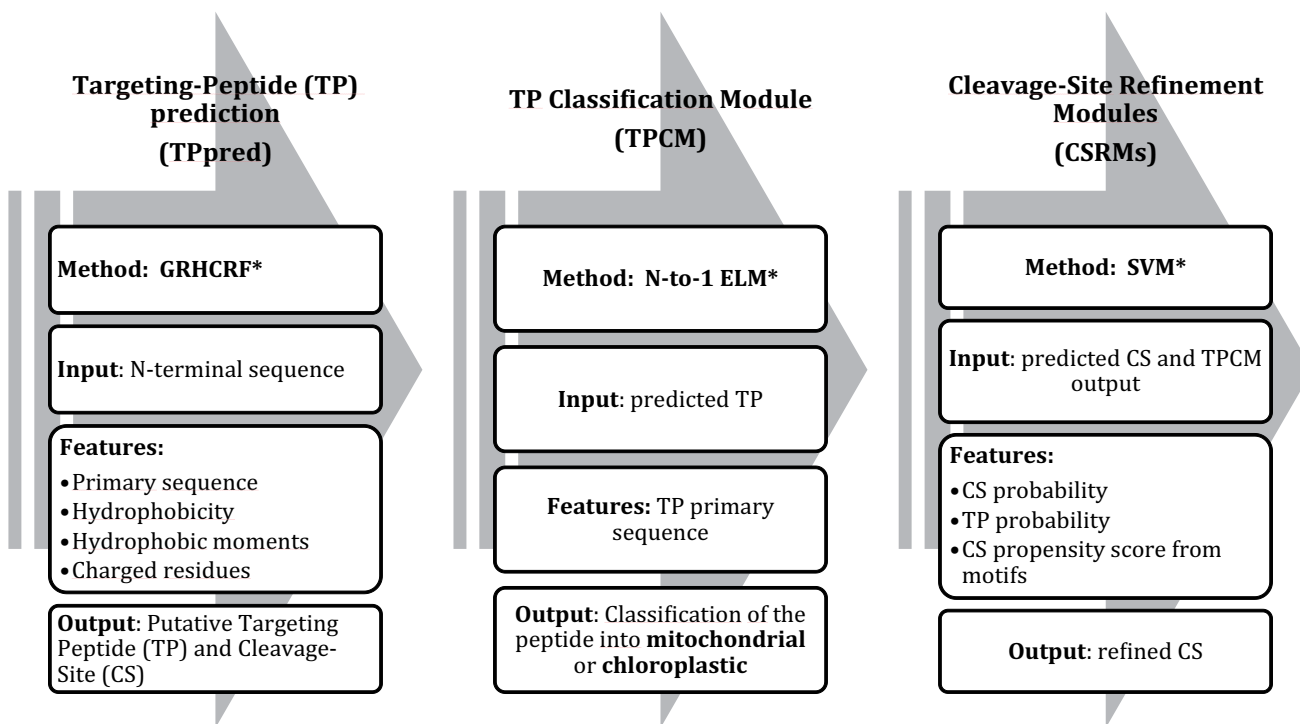 Targeting-Peptide (TP)
prediction
(TPpred)
Method: GRHCRF*
Input: N-terminal sequence
Features:
•Primary sequence
•Hydrophobicity
•Hydrophobic moments
•Charged residues
Output: Putative Targeting
Peptide (TP) and Cleavage-
Site (CS)
TP Classification Module
(TPCM)
Method: N-to-1 ELM*
Input: predicted TP
Features: TP primary
sequence
Output: Classification of the
peptide into mitochondrial
or chloroplastic
Cleavage-Site Refinement
Modules
(CSRMs)
Method: SVM*
Input: predicted CS and TPCM
output
Features:
•CS probability
•TP probability
•CS propensity score from
motifs
Output: refined CS